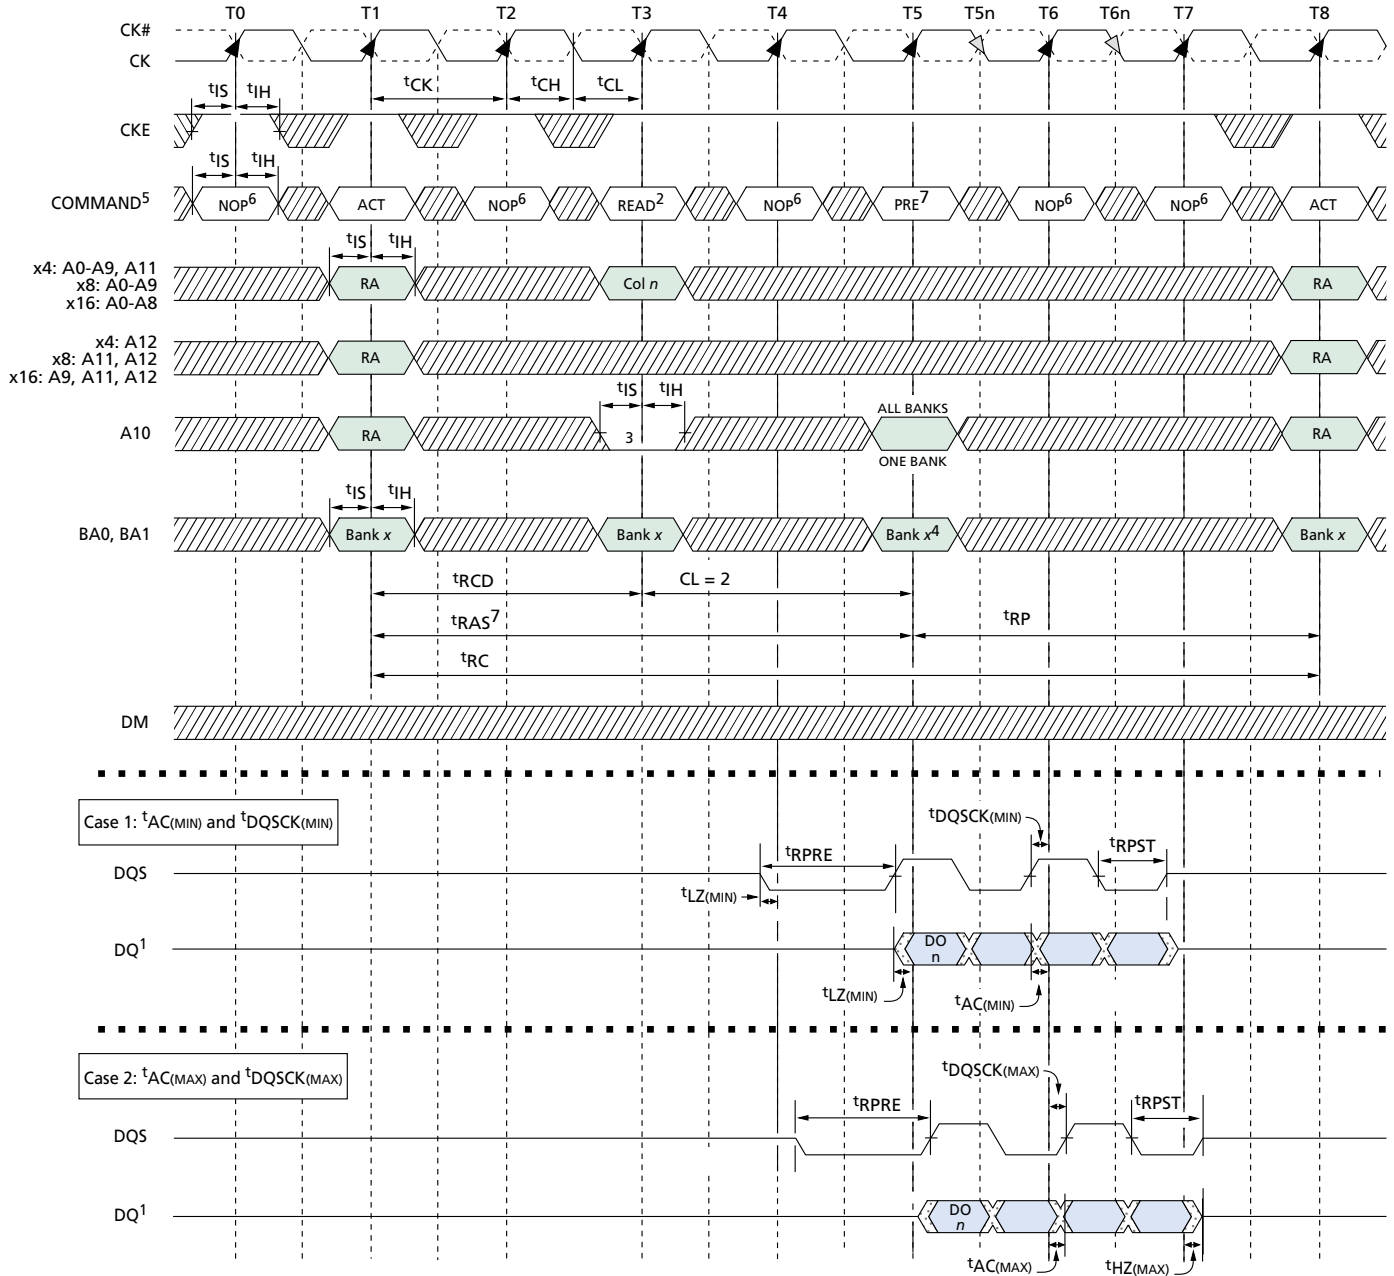 T0 T1 T2 T3 T4 T5 T5n T6 T6n T7 T8
CK#
CK
tCK tCH tCL
tIS tIH
CKE
tIS tIH
COMMAND5 NOP6 ACT NOP6 READ2 NOP6 PRE7 NOP6 NOP6 ACT
tIS tIH
x4: A0-A9, A11
x8: A0-A9
x16: A0-A8
RA Col n RA
x4: A12
x8: A11, A12
x16: A9, A11, A12
RA RA
tIS tIH
ALL BANKS
A10 RA 3 RA
ONE BANK
tIS tIH
BA0, BA1 Bank x Bank x Bank x4 Bank x
tRCD CL = 2
tRAS7 tRP
tRC
DM
Case 1: tAC(MIN) and tDQSCK(MIN)
tDQSCK(MIN)
tRPRE tRPST
DQS
tLZ(MIN)
DQ1 DO
n
tLZ(MIN) tAC(MIN)
Case 2: tAC(MAX) and tDQSCK(MAX)
tDQSCK(MAX)
tRPRE tRPST
DQS
DQ1 DO
n
tAC(MAX) tHZ(MAX)